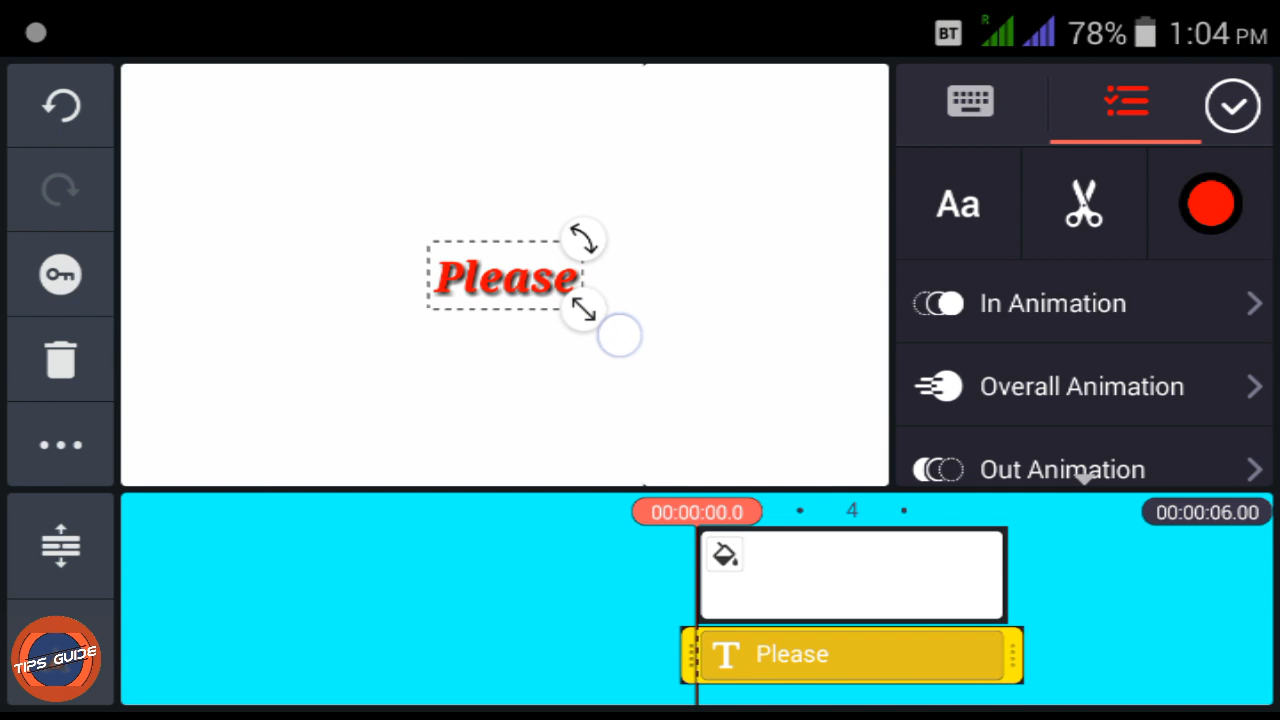 BT R 78% 1:04 PM
Aa
Please
In Animation
Overall Animation
Out Animation
00:00:00.0 4 00:00:06.00
T Please
TIPS GUIDE